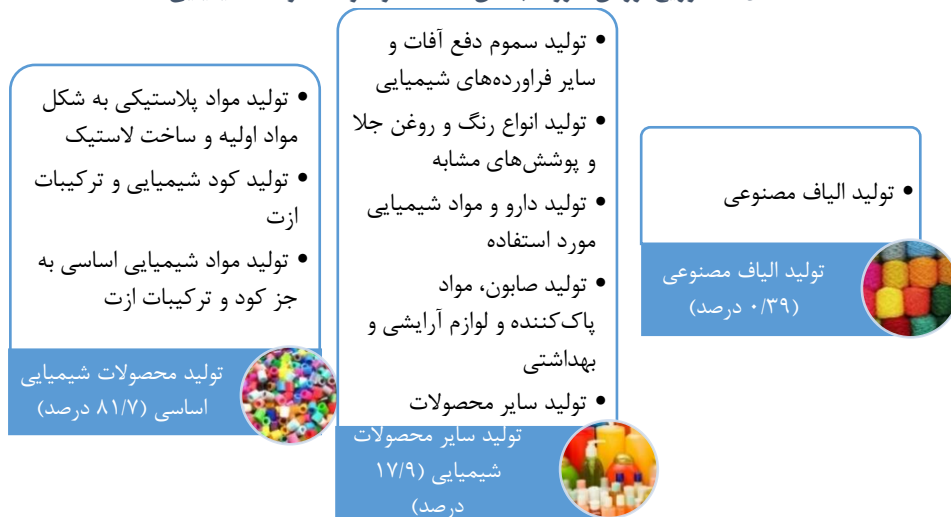 • تولید الیاف مصنوعی
تولید الیاف مصنوعی
(۰/۳۹ درصد)
• تولید سموم دفع آفات و
سایر فراورده‌های شیمیایی
• تولید انواع رنگ و روغن جلا
و پوشش‌های مشابه
• تولید دارو و مواد شیمیایی
مورد استفاده
• تولید صابون، مواد
پاک‌کننده و لوازم آرایشی و
بهداشتی
• تولید سایر محصولات
تولید سایر محصولات
شیمیایی (۱۷/۹
درصد)
• تولید مواد پلاستیکی به شکل
مواد اولیه و ساخت لاستیک
• تولید کود شیمیایی و ترکیبات
ازت
• تولید مواد شیمیایی اساسی به
جز کود و ترکیبات ازت
تولید محصولات شیمیایی
اساسی (۸۱/۷ درصد)